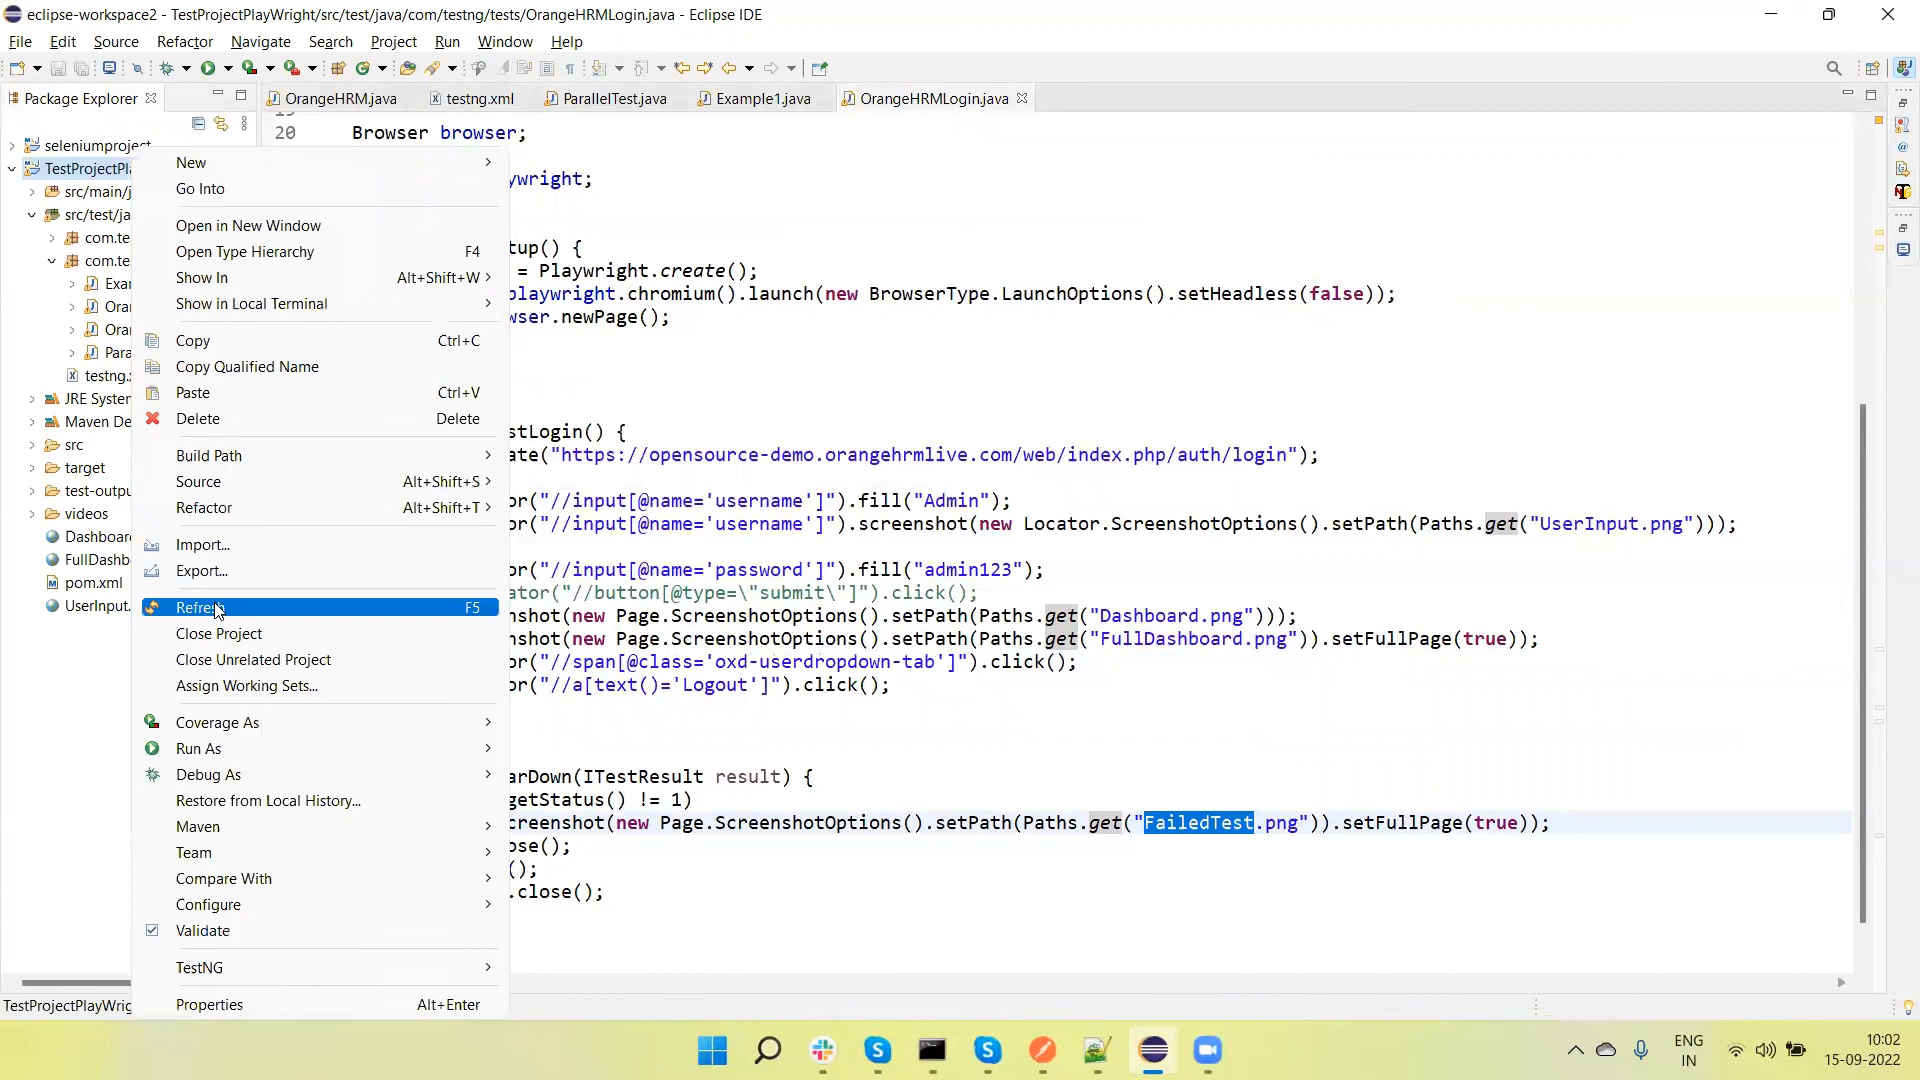 eclipse-workspace2 - TestProjectPlayWright/src/test/java/com/testng/tests/OrangeHRMLogin.java - Eclipse IDE
File Edit Source Refactor Navigate Search Project Run Window Help
Package Explorer
OrangeHRM.java testng.xml ParallelTest.java Example1.java OrangeHRMLogin.java
seleniumproject
TestProjectPla
src/main/j
src/test/ja
com.te
com.te
Exar
Ora
Ora
Para
testng.x
JRE System
Maven De
src
target
test-outpu
videos
Dashboar
FullDashb
pom.xml
UserInput.
New
Go Into
Open in New Window
Open Type Hierarchy F4
Show In Alt+Shift+W
Show in Local Terminal
Copy Ctrl+C
Copy Qualified Name
Paste Ctrl+V
Delete Delete
Build Path
Source Alt+Shift+S
Refactor Alt+Shift+T
Import...
Export...
Refresh F5
Close Project
Close Unrelated Project
Assign Working Sets...
Coverage As
Run As
Debug As
Restore from Local History...
Maven
Team
Compare With
Configure
Validate
TestNG
Properties Alt+Enter
20 Browser browser;
ywright;
tup() {
= Playwright.create();
playwright.chromium().launch(new BrowserType.LaunchOptions().setHeadless(false));
wser.newPage();
stLogin() {
ate("https://opensource-demo.orangehrmlive.com/web/index.php/auth/login");
or("//input[@name='username']").fill("Admin");
or("//input[@name='username']").screenshot(new Locator.ScreenshotOptions().setPath(Paths.get("UserInput.png")));
or("//input[@name='password']").fill("admin123");
ator("//button[@type=\"submit\"]").click();
nshot(new Page.ScreenshotOptions().setPath(Paths.get("Dashboard.png")));
nshot(new Page.ScreenshotOptions().setPath(Paths.get("FullDashboard.png")).setFullPage(true));
or("//span[@class='oxd-userdropdown-tab']").click();
or("//a[text()='Logout']").click();
arDown(ITestResult result) {
getStatus() != 1)
creenshot(new Page.ScreenshotOptions().setPath(Paths.get("FailedTest.png")).setFullPage(true));
ose();
();
.close();
TestProjectPlayWrig
ENG
IN
10:02
15-09-2022